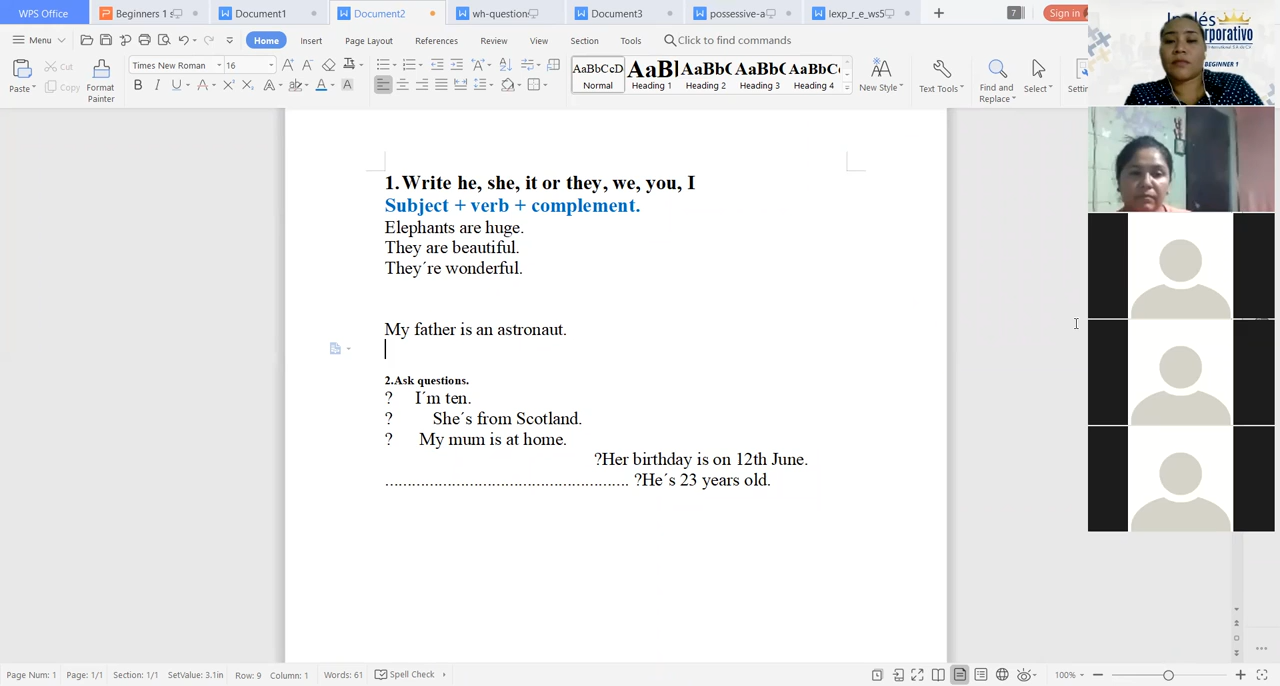 WPS Office
Beginners 1
Document1
Document2
wh-question
Document3
possessive-a
lexp_r_e_ws5
+
7
Sign in
Menu
Home
Insert
Page Layout
References
Review
View
Section
Tools
Click to find commands
Paste
Cut
Copy
Format
Painter
Times New Roman
16
AaBbCcD
Normal
AaBl
Heading 1
AaBb(
Heading 2
AaBb(
Heading 3
AaBbC
Heading 4
New Style
Text Tools
Find and
Replace
Select
Inglés
BEGINNER 1
1.Write he, she, it or they, we, you, I
Subject + verb + complement.
Elephants are huge.
They are beautiful.
They´re wonderful.
My father is an astronaut.
2.Ask questions.
? I´m ten.
? She´s from Scotland.
? My mum is at home.
?Her birthday is on 12th June.
...................................................... ?He´s 23 years old.
Page Num: 1
Page: 1/1
Section: 1/1
SetValue: 3.1in
Row: 9
Column: 1
Words: 61
Spell Check
100%